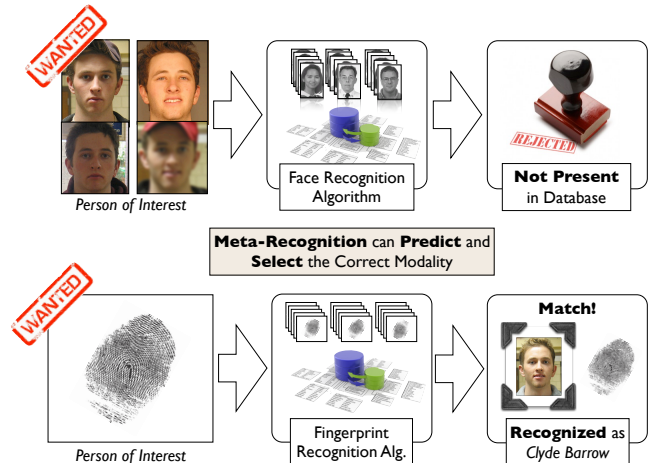 WANTED
Person of Interest
Face Recognition
Algorithm
REJECTED
Not Present
in Database
Meta-Recognition can Predict and
Select the Correct Modality
WANTED
Person of Interest
Fingerprint
Recognition Alg.
Match!
Recognized as
Clyde Barrow